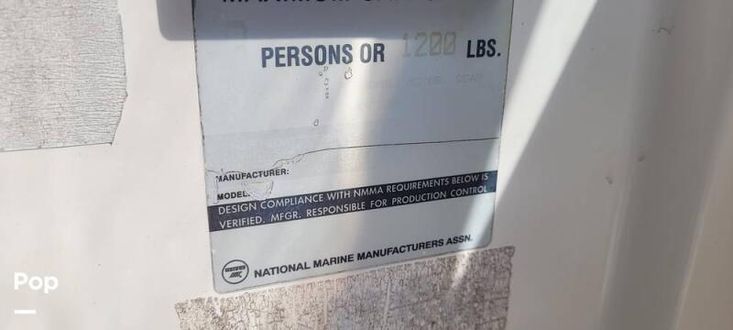 PERSONS OR 1200 LBS.
MANUFACTURER:
MODEL:
DESIGN COMPLIANCE WITH NMMA REQUIREMENTS BELOW IS
VERIFIED. MFGR. RESPONSIBLE FOR PRODUCTION CONTROL
NATIONAL MARINE MANUFACTURERS ASSN.
Pop